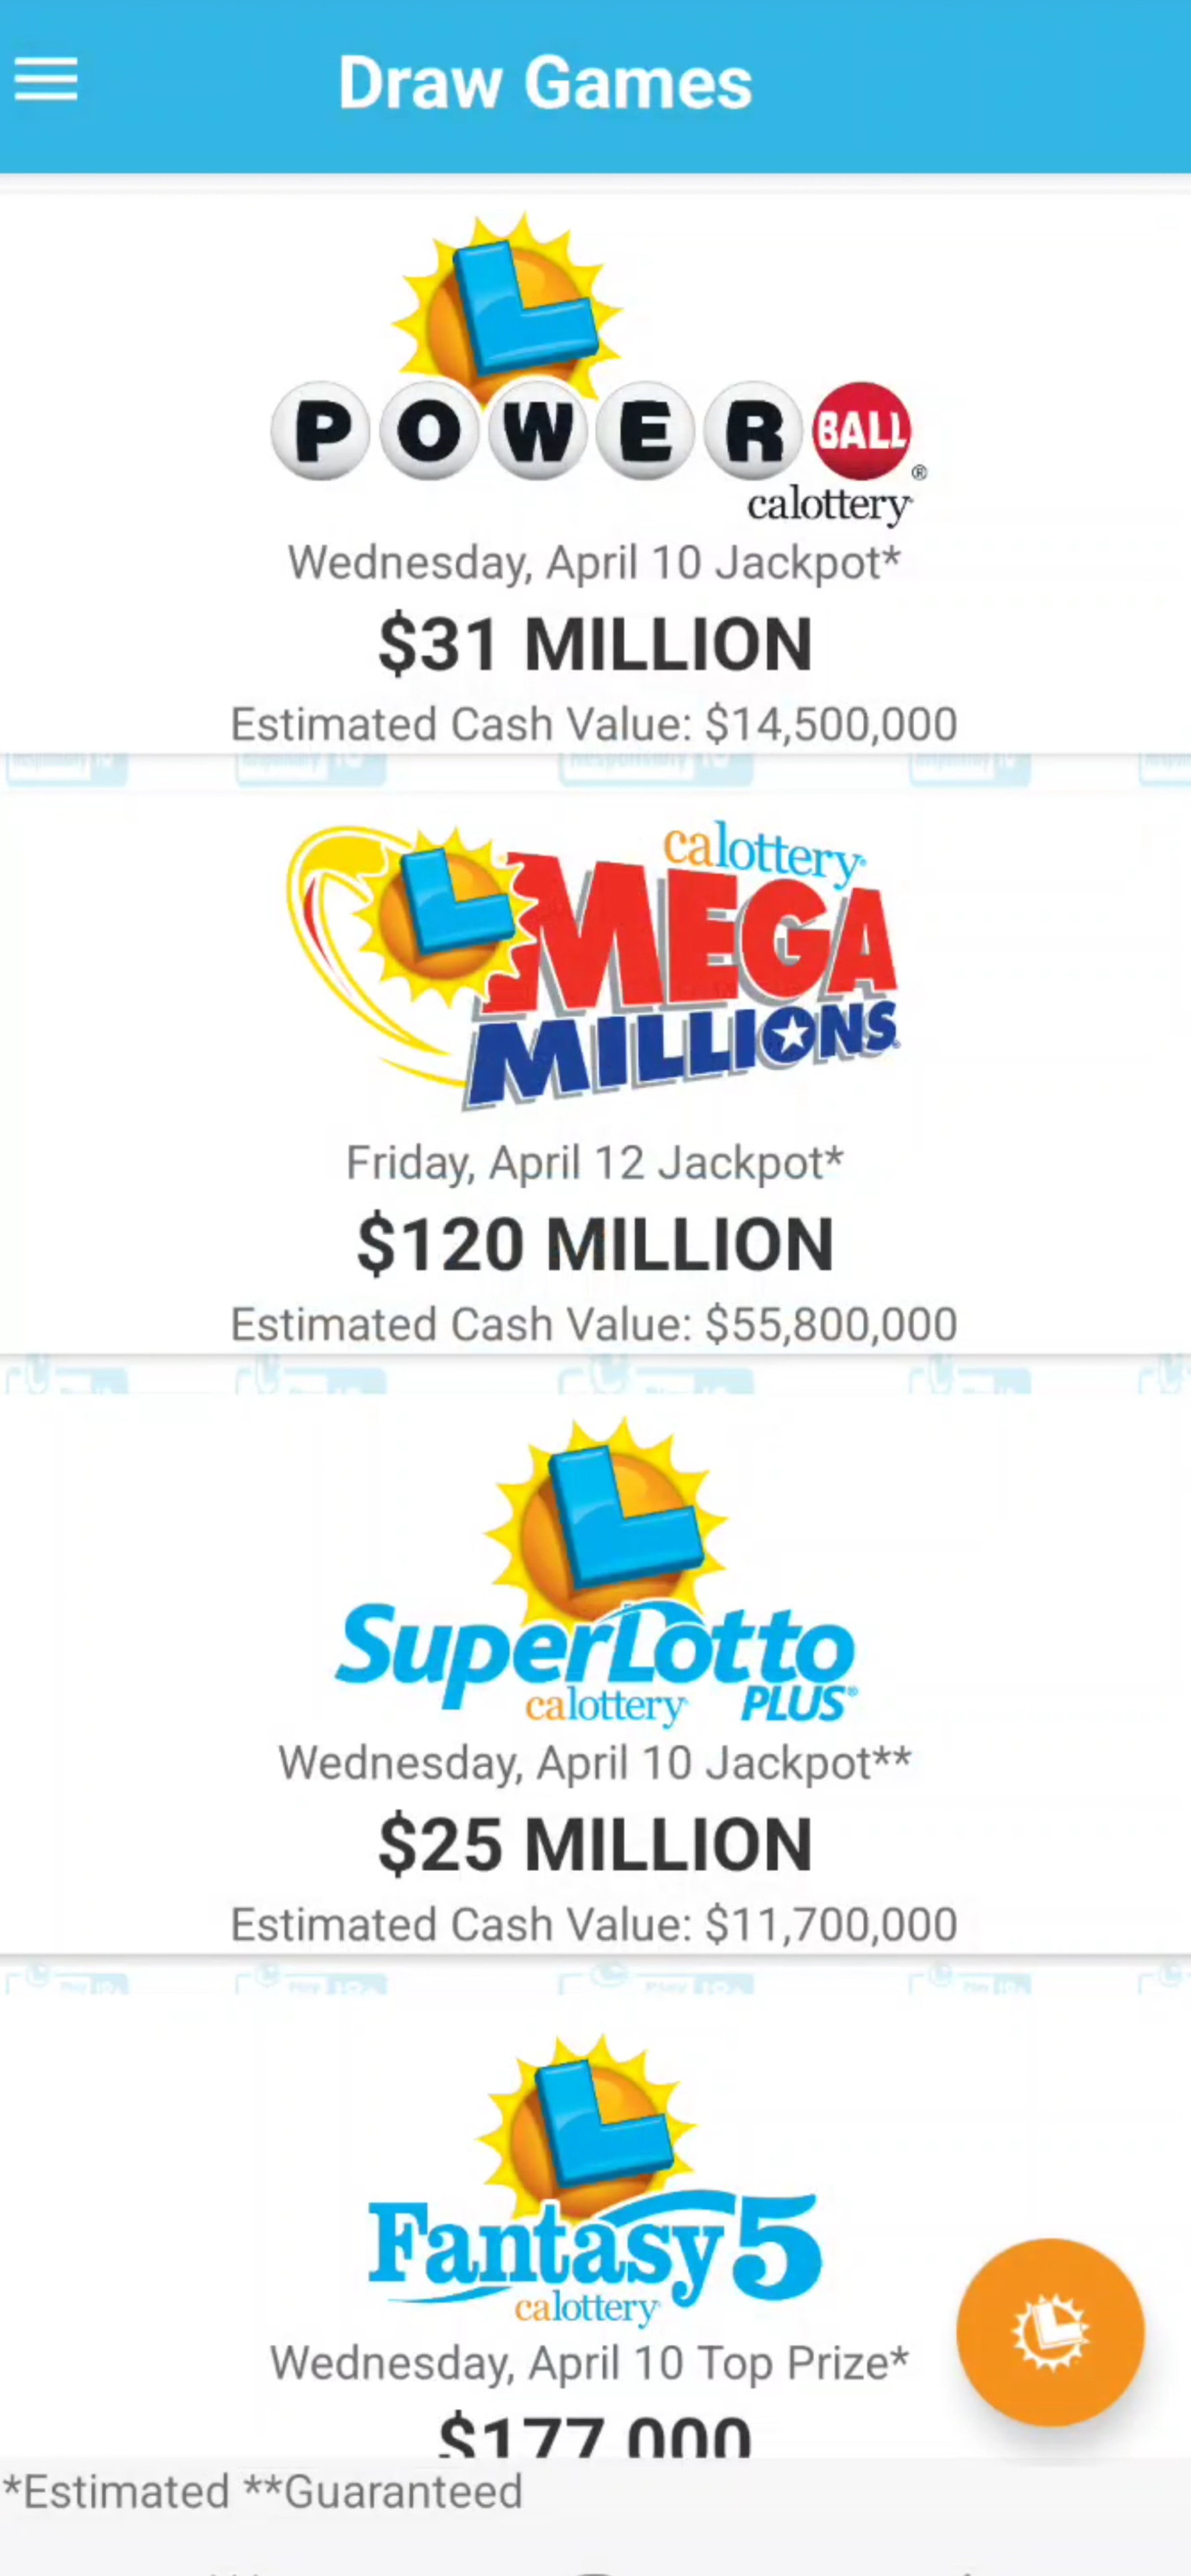 Draw Games
POWER BALL ®
calottery
Wednesday, April 10 Jackpot*
$31 MILLION
Estimated Cash Value: $14,500,000
calottery
MEGA
MILLIONS
Friday, April 12 Jackpot*
$120 MILLION
Estimated Cash Value: $55,800,000
SuperLotto
calottery PLUS®
Wednesday, April 10 Jackpot**
$25 MILLION
Estimated Cash Value: $11,700,000
Fantasy 5
calottery
Wednesday, April 10 Top Prize*
$177,000
*Estimated **Guaranteed